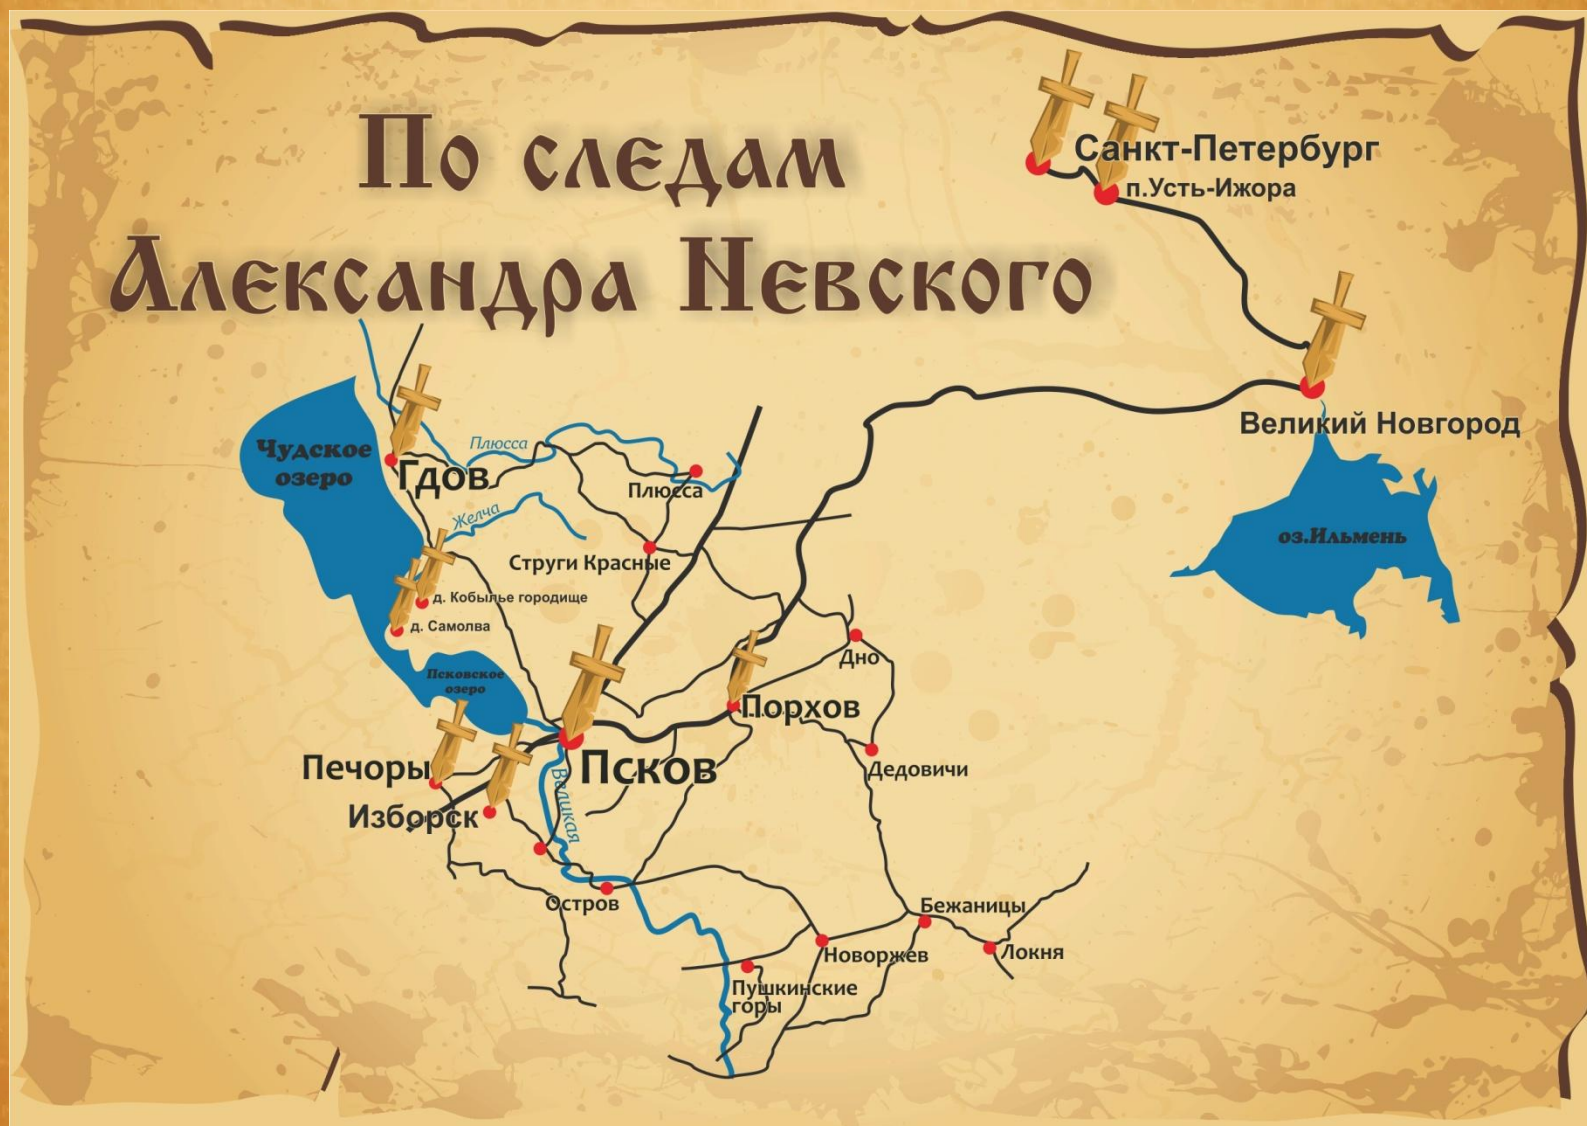 По следам
Александра Невского
Санкт-Петербург
п.Усть-Ижора
Великий Новгород
оз.Ильмень
Чудское
озеро
Гдов
Плюсса
Плюсса
Желча
Струги Красные
д. Кобылье городище
д. Самолва
Псковское
озеро
Дно
Порхов
Печоры
Псков
Дедовичи
Изборск
Великая
Остров
Бежаницы
Новоржев
Локня
Пушкинские
горы